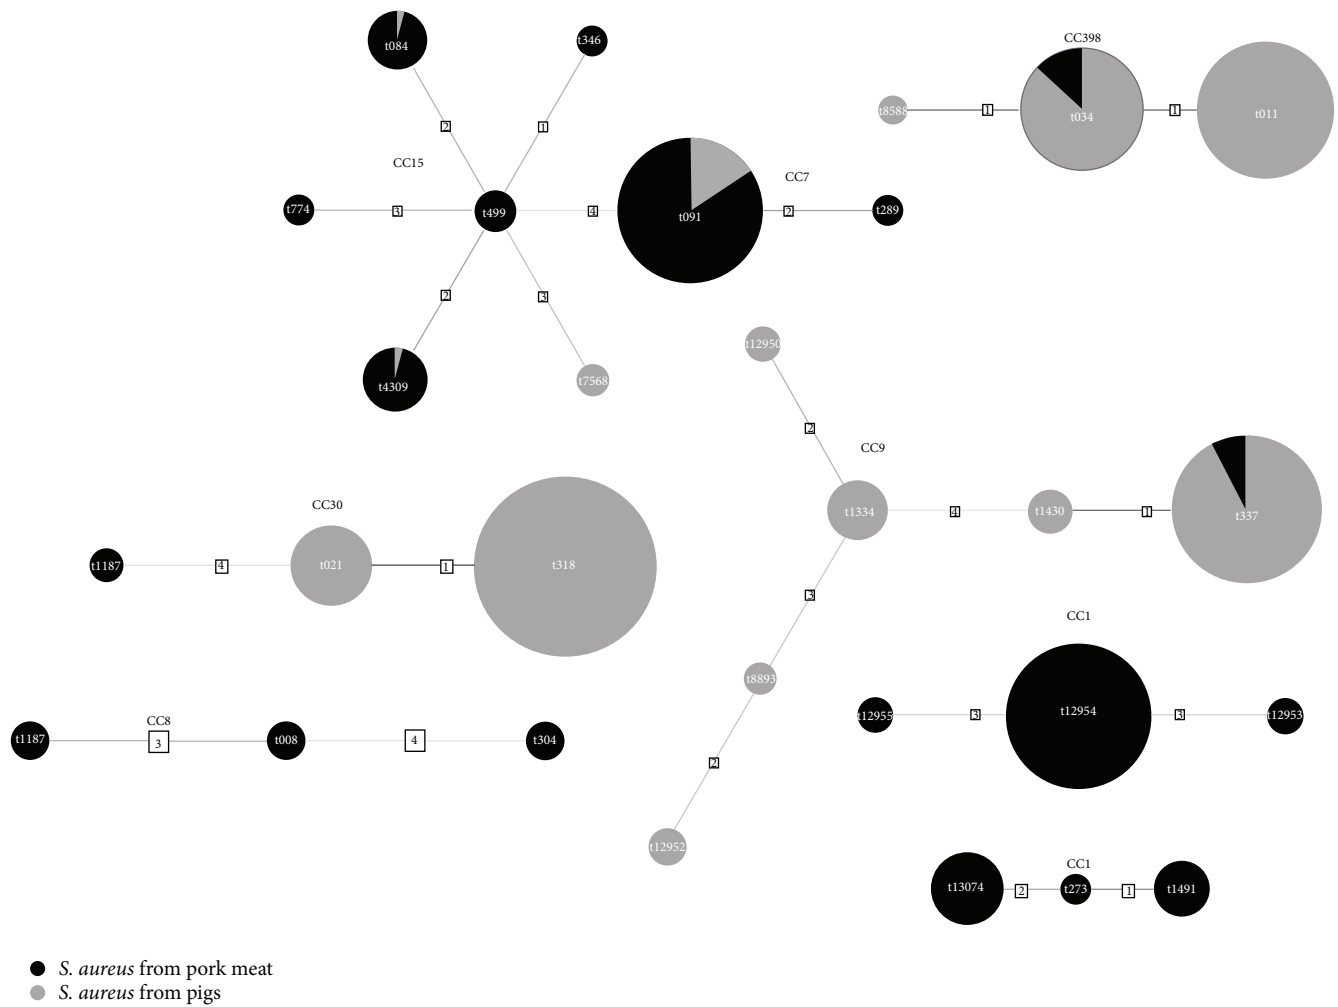 t084
t346
2
1
CC15
t774
3
t499
4
t091
CC7
2
t289
2
3
t4309
t7568
CC398
t8588
1
t034
1
t011
t12950
2
CC9
t1334
4
t1430
1
t337
3
t8893
2
t12952
CC30
t1187
4
t021
1
t318
CC8
t1187
3
t008
4
t304
CC1
t12955
3
t12954
3
t12953
CC1
t13074
2
t273
1
t1491
S. aureus from pork meat
S. aureus from pigs